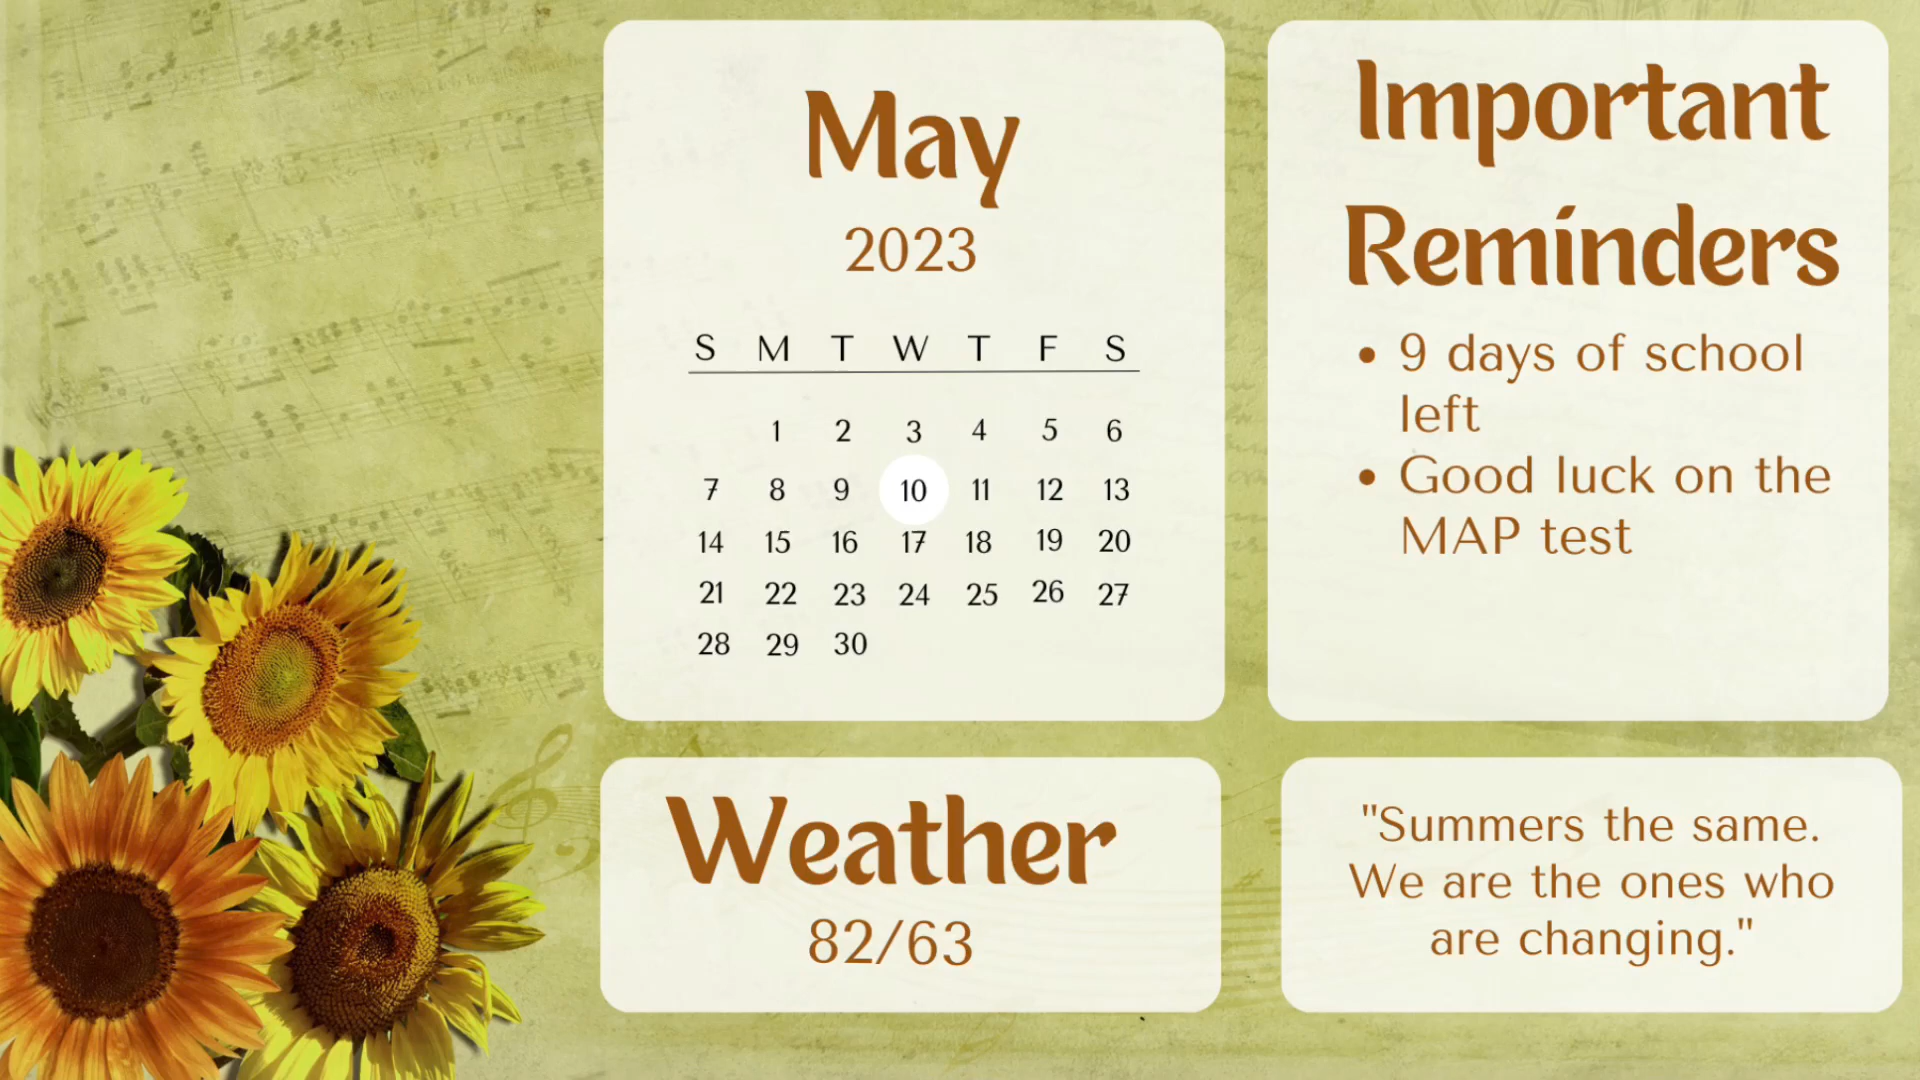 May
2023
S M T W T F S
1 2 3 4 5 6
7 8 9 10 11 12 13
14 15 16 17 18 19 20
21 22 23 24 25 26 27
28 29 30
Important
Reminders
• 9 days of school
left
• Good luck on the
MAP test
Weather
82/63
"Summers the same.
We are the ones who
are changing."